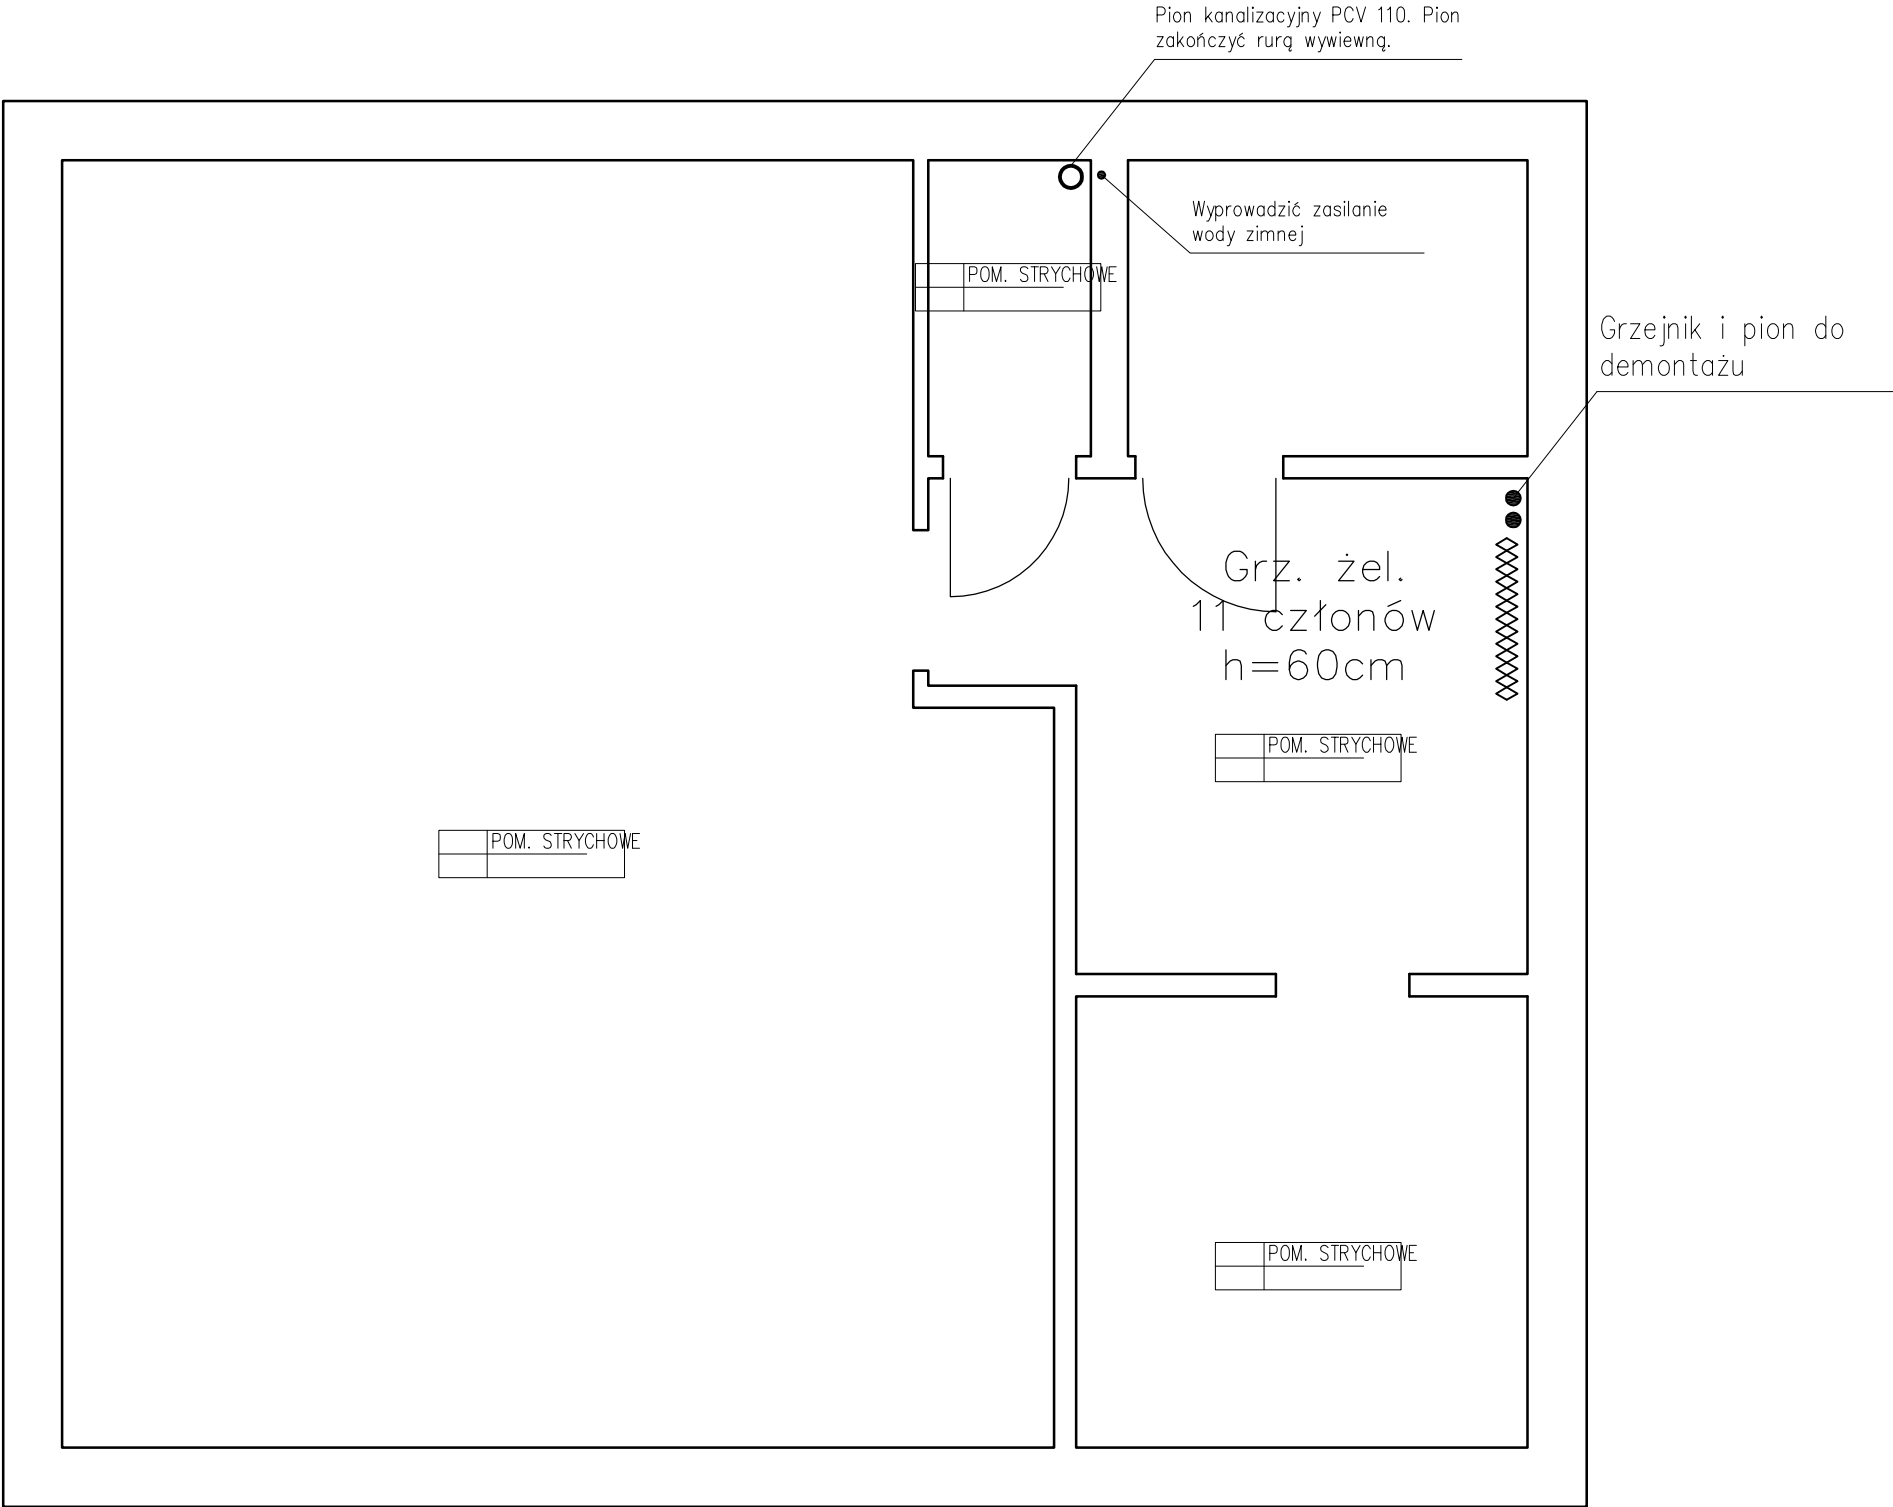 Pion kanalizacyjny PCV 110. Pion
zakończyć rurą wywiewną.
Wyprowadzić zasilanie
wody zimnej
POM. STRYCHOWE
Grzejnik i pion do
demontażu
Grz. żel.
11 członów
h=60cm
POM. STRYCHOWE
POM. STRYCHOWE
POM. STRYCHOWE